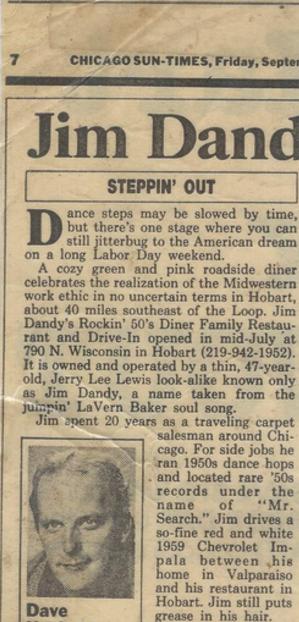 7 CHICAGO SUN-TIMES, Friday,
Jim Dand
STEPPIN' OUT
Dance steps may be slowed by time,
but there's one stage where you can
still jitterbug to the American dream
on a long Labor Day weekend.
A cozy green and pink roadside diner
celebrates the realization of the Midwestern
work ethic in no uncertain terms in Hobart,
about 40 miles southeast of the Loop. Jim
Dandy's Rockin' 50's Diner Family Restau-
rant and Drive-In opened in mid-July at
790 N. Wisconsin in Hobart (219-942-1952).
It is owned and operated by a thin, 47-year-
old, Jerry Lee Lewis look-alike known only
as Jim Dandy, a name taken from the
jumpin' LaVern Baker soul song.
Jim spent 20 years as a traveling carpet
salesman around Chi-
cago. For side jobs he
ran 1950s dance hops
and located rare '50s
records under the
name of "Mr.
Search." Jim drives a
so-fine red and white
1959 Chevrolet Im-
pala between his
home in Valparaiso
and his restaurant in
Hobart. Jim still puts
grease in his hair.
Dave